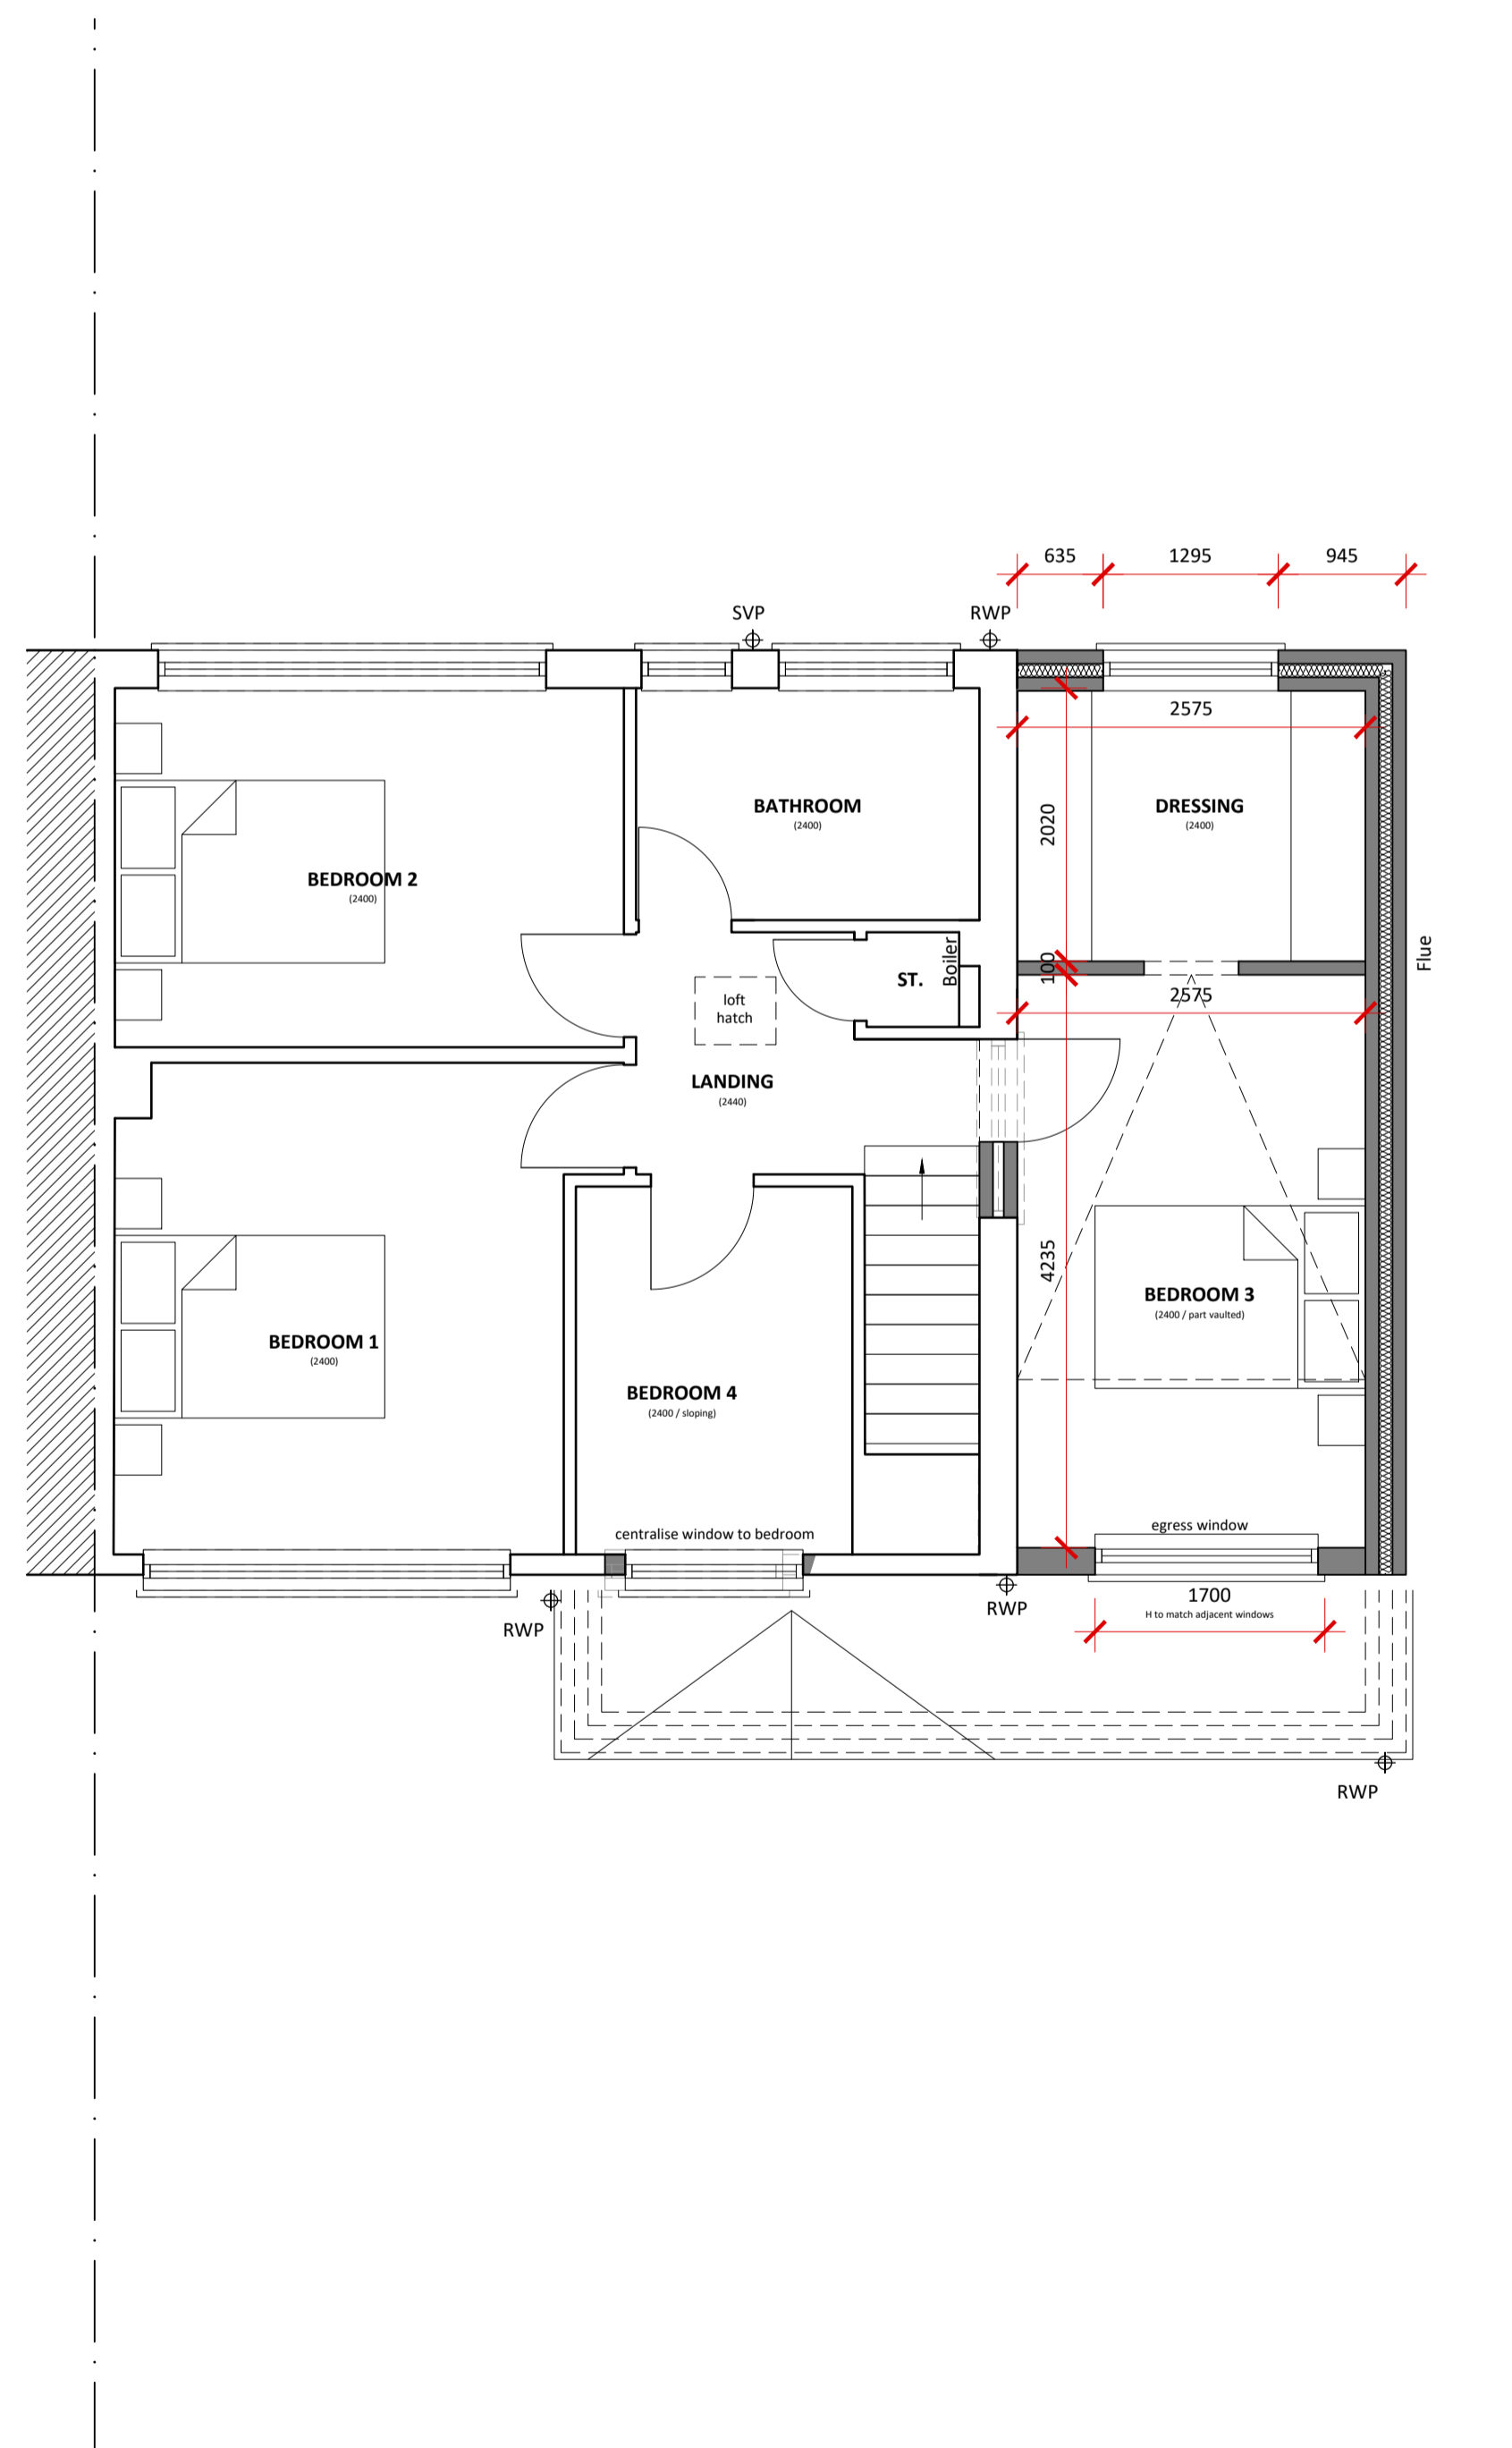 635 1295 945
SVP RWP
2575
BATHROOM
(2400)
DRESSING
(2400)
2020
BEDROOM 2
(2400)
Boiler
Flue
ST.
100
2575
loft
hatch
LANDING
(2440)
4235
BEDROOM 3
(2400 / part vaulted)
BEDROOM 1
(2400)
BEDROOM 4
(2400 / sloping)
egress window
centralise window to bedroom
1700
H to match adjacent windows
RWP
RWP
RWP